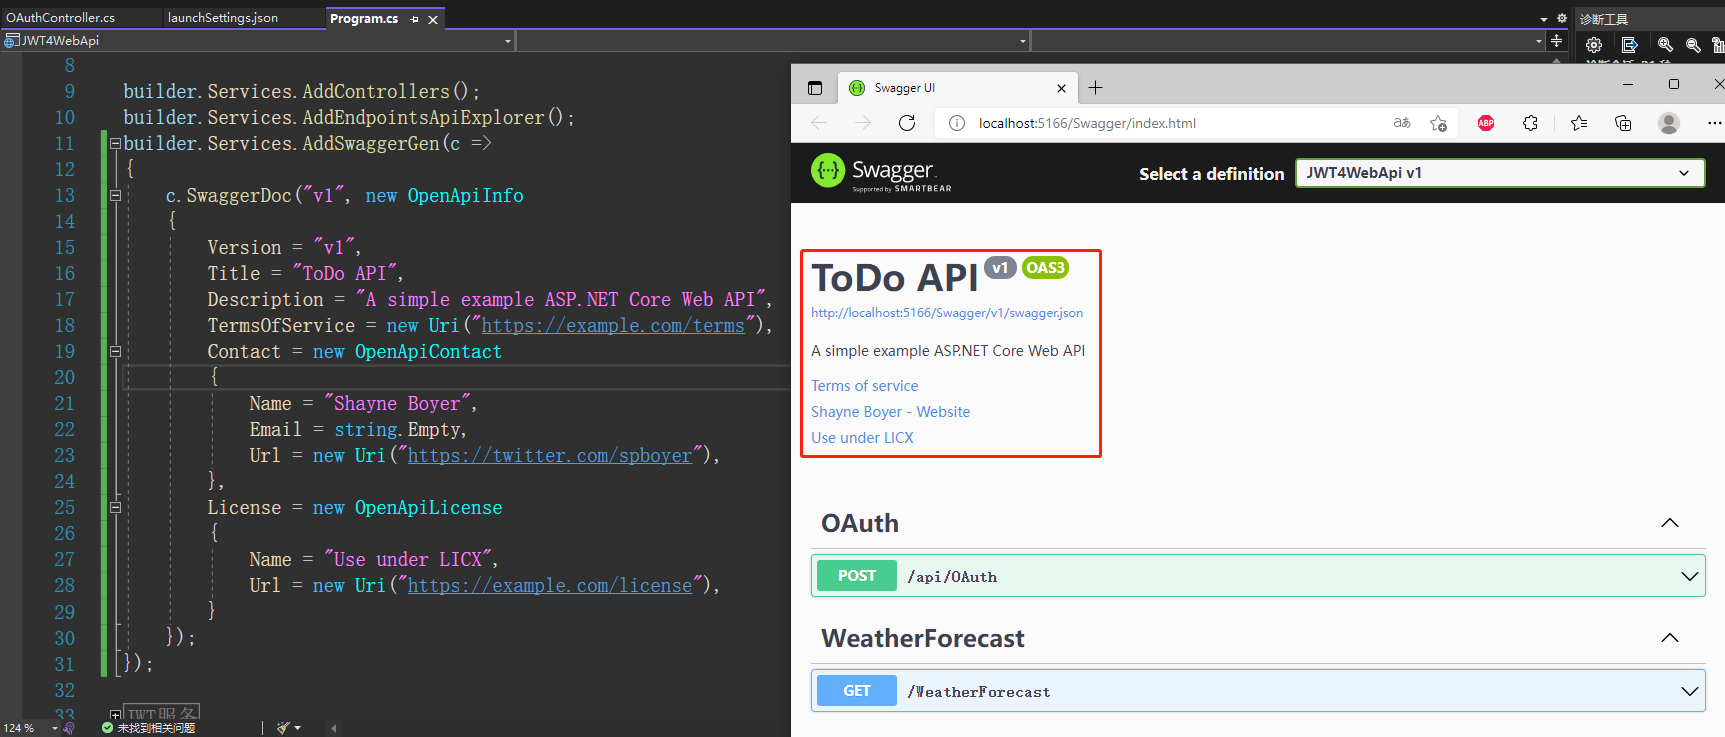 OAuthController.cs
launchSettings.json
Program.cs
诊断工具
JWT4WebApi
8
9 builder.Services.AddControllers();
10 builder.Services.AddEndpointsApiExplorer();
11 builder.Services.AddSwaggerGen(c =>
12 {
13 c.SwaggerDoc("v1", new OpenApiInfo
14 {
15 Version = "v1",
16 Title = "ToDo API",
17 Description = "A simple example ASP.NET Core Web API",
18 TermsOfService = new Uri("https://example.com/terms"),
19 Contact = new OpenApiContact
20 {
21 Name = "Shayne Boyer",
22 Email = string.Empty,
23 Url = new Uri("https://twitter.com/spboyer"),
24 },
25 License = new OpenApiLicense
26 {
27 Name = "Use under LICX",
28 Url = new Uri("https://example.com/license"),
29 }
30 });
31 });
32
33 JWT服务
124 %
未找到相关问题
Swagger UI
localhost:5166/Swagger/index.html
aあ
ABP
Swagger
Supported by SMARTBEAR
Select a definition
JWT4WebApi v1
ToDo API v1 OAS3
http://localhost:5166/Swagger/v1/swagger.json
A simple example ASP.NET Core Web API
Terms of service
Shayne Boyer - Website
Use under LICX
OAuth
POST /api/OAuth
WeatherForecast
GET /WeatherForecast